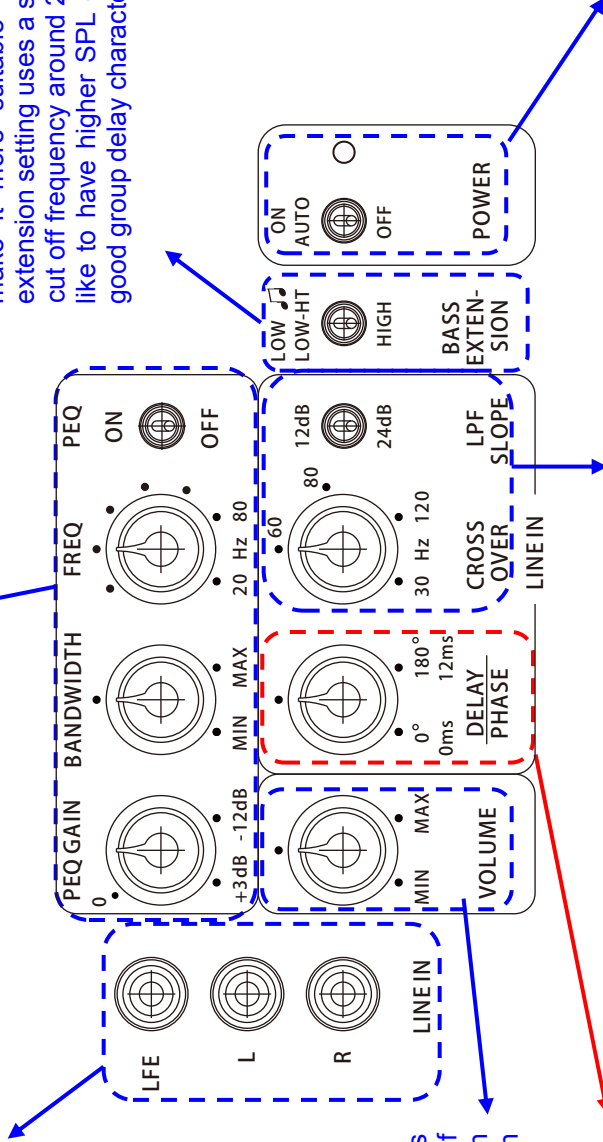 make it more suitable
extension setting uses a s
cut off frequency around 2
like to have higher SPL
good group delay charact
LFE
L
R
LINE IN
PEQ GAIN
0
+3dB -12dB
BANDWIDTH
MIN MAX
FREQ
20 Hz 80
PEQ
ON
OFF
VOLUME
MIN MAX
DELAY
PHASE
0° 180°
0ms 12ms
CROSS
OVER
60
80
30 Hz 120
LPF
SLOPE
12dB
24dB
LINE IN
LOW
LOW-HT
HIGH
BASS
EXTEN-
SION
ON
AUTO
OFF
POWER
s
f
n
n